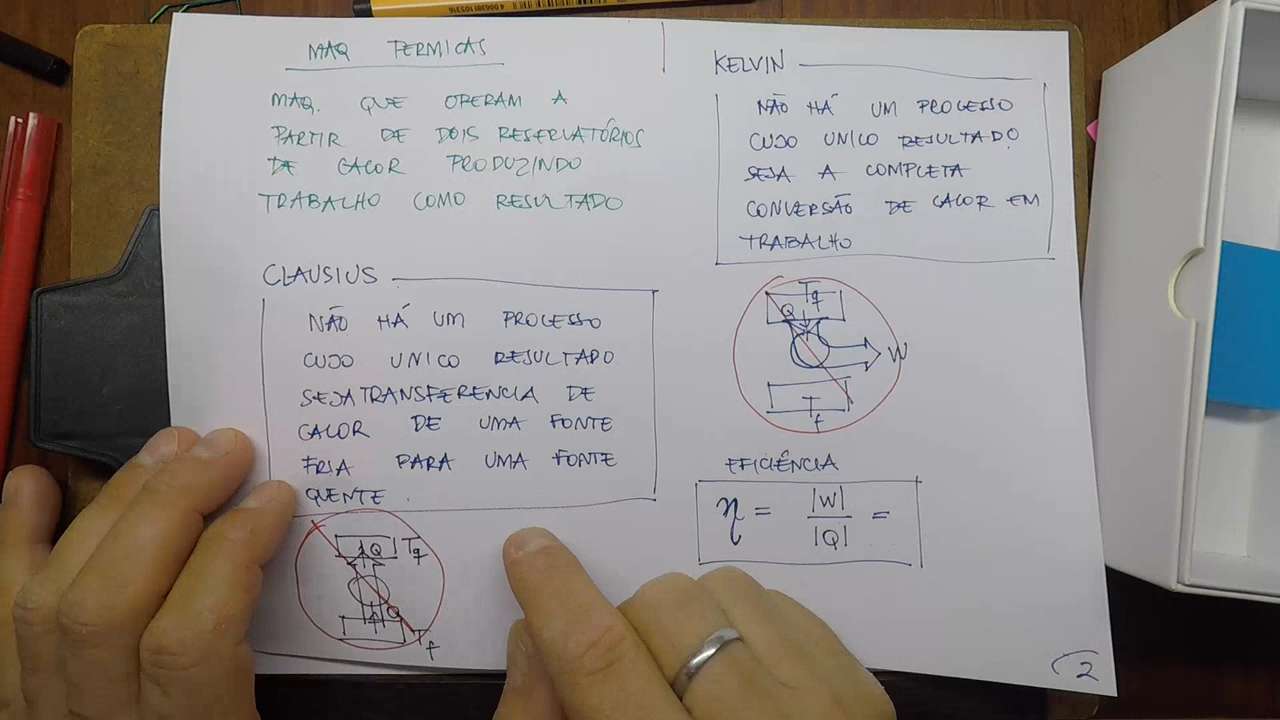 MAQ TERMICAS
MAQ. QUE OPERAM A
PARTIR DE DOIS RESERVATÓRIOS
DE CALOR PRODUZINDO
TRABALHO COMO RESULTADO
CLAUSIUS
NÃO HÁ UM PROCESSO
CUJO UNICO RESULTADO
SEJA TRANSFERENCIA DE
CALOR DE UMA FONTE
FRIA PARA UMA FONTE
QUENTE.
Q Tq
Q
Tf
KELVIN
NÃO HÁ UM PROCESSO
CUJO UNICO RESULTADO
SEJA A COMPLETA
CONVERSÃO DE CALOR EM
TRABALHO
Tq
Q
W
Tf
EFICIÊNCIA
η = |W| / |Q| =
2
4 006381105316